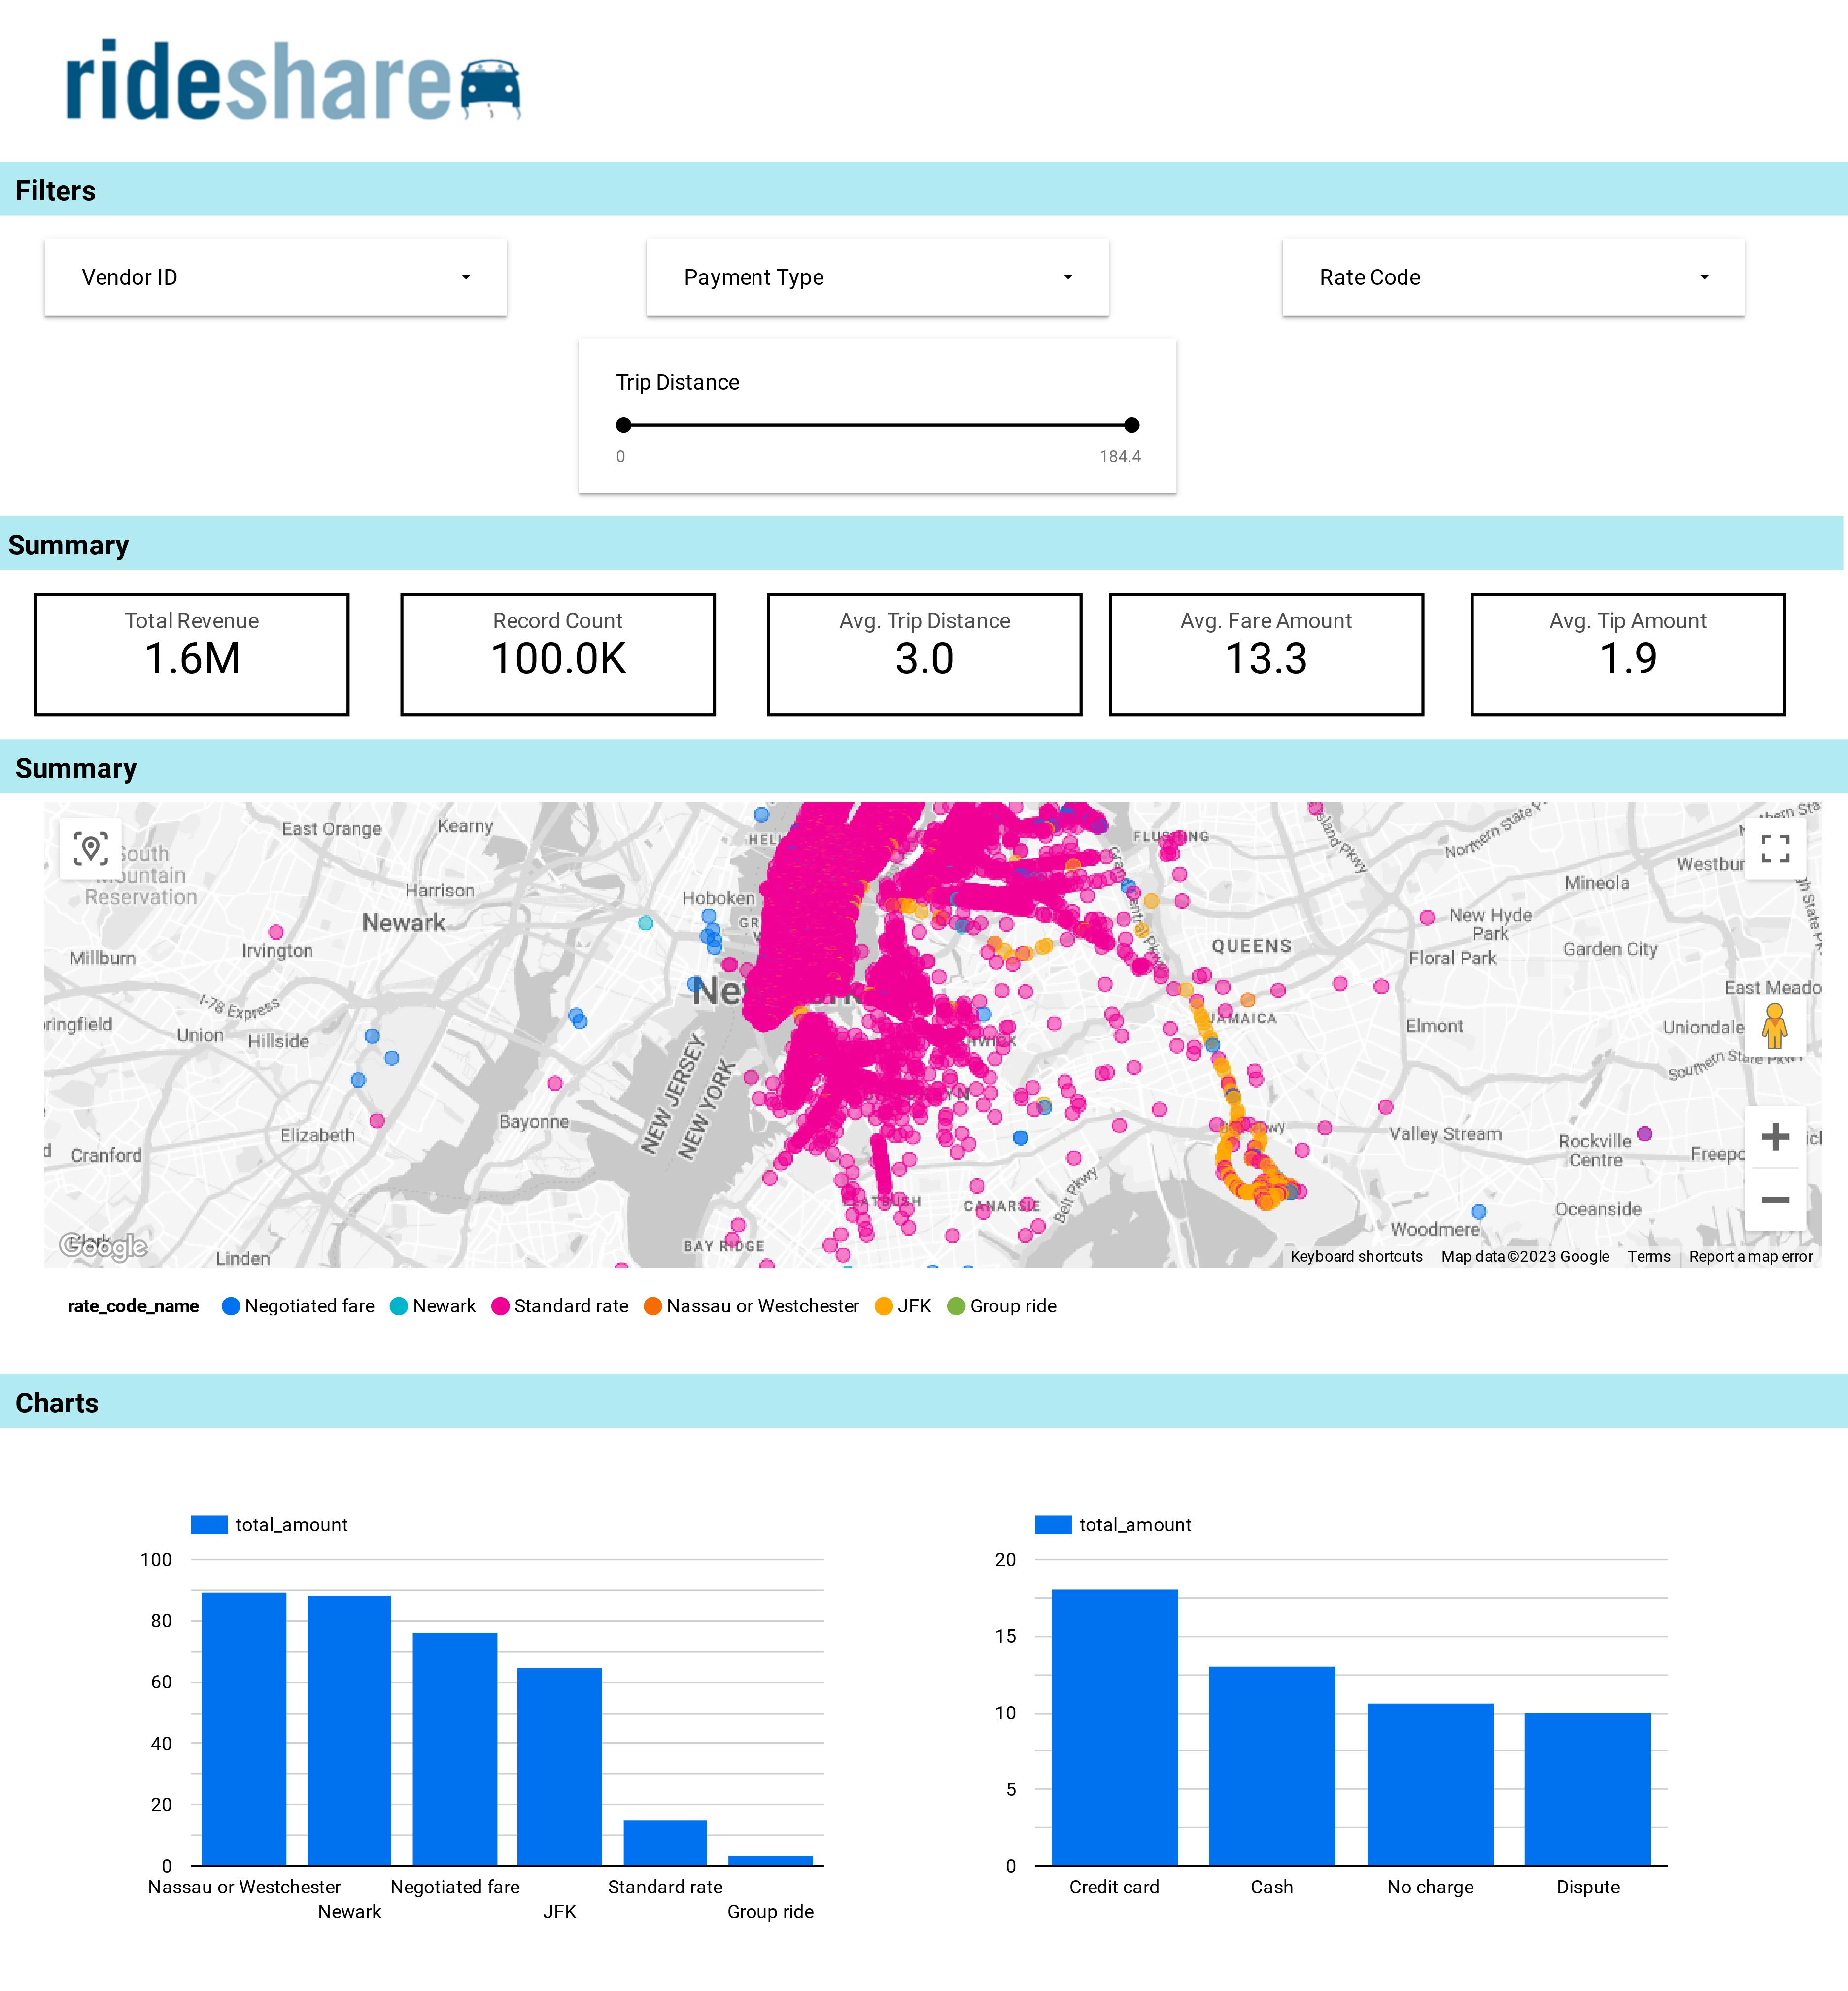 rideshare
Filters
Vendor ID
Payment Type
Rate Code
Trip Distance
0
184.4
Summary
Total Revenue
1.6M
Record Count
100.0K
Avg. Trip Distance
3.0
Avg. Fare Amount
13.3
Avg. Tip Amount
1.9
Summary
East Orange
Kearny
South
Mountain
Reservation
Harrison
Newark
Irvington
Millburn
I-78 Express
Union
Hillside
Elizabeth
Cranford
Linden
Bayonne
Hoboken
NEW JERSEY
NEW YORK
BAY RIDGE
CANARSIE
Belt Pkwy
FLUSHING
QUEENS
JAMAICA
Northern State
Mineola
New Hyde
Park
Garden City
Floral Park
Elmont
Uniondale
Southern State Pkwy
Valley Stream
Rockville
Centre
Oceanside
Woodmere
Google
Keyboard shortcuts
Map data ©2023 Google
Terms
Report a map error
rate_code_name
Negotiated fare
Newark
Standard rate
Nassau or Westchester
JFK
Group ride
Charts
total_amount
100
80
60
40
20
0
Nassau or Westchester
Newark
Negotiated fare
JFK
Standard rate
Group ride
total_amount
20
15
10
5
0
Credit card
Cash
No charge
Dispute